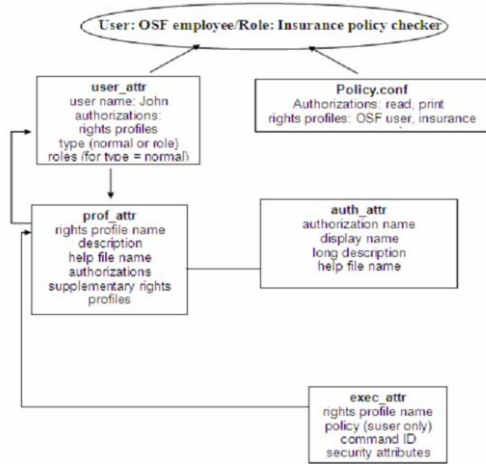 User: OSF employee/Role: Insurance policy checker
user_attr
user name: John
authorizations:
rights profiles
type (normal or role)
roles (for type = normal)
Policy.conf
Authorizations: read, print
rights profiles: OSF user, insurance
prof_attr
rights profile name
description
help file name
authorizations
supplementary rights
profiles
auth_attr
authorization name
display name
long description
help file name
exec_attr
rights profile name
policy (suser only)
command ID
security attributes